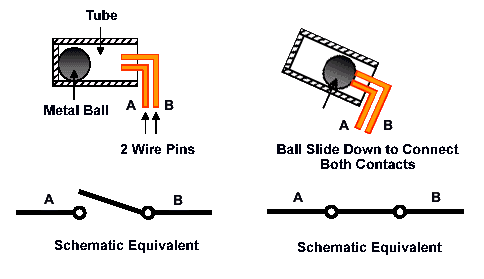 Tube
Metal Ball
A
B
2 Wire Pins
A
B
Schematic Equivalent
A
B
Ball Slide Down to Connect
Both Contacts
A
B
Schematic Equivalent